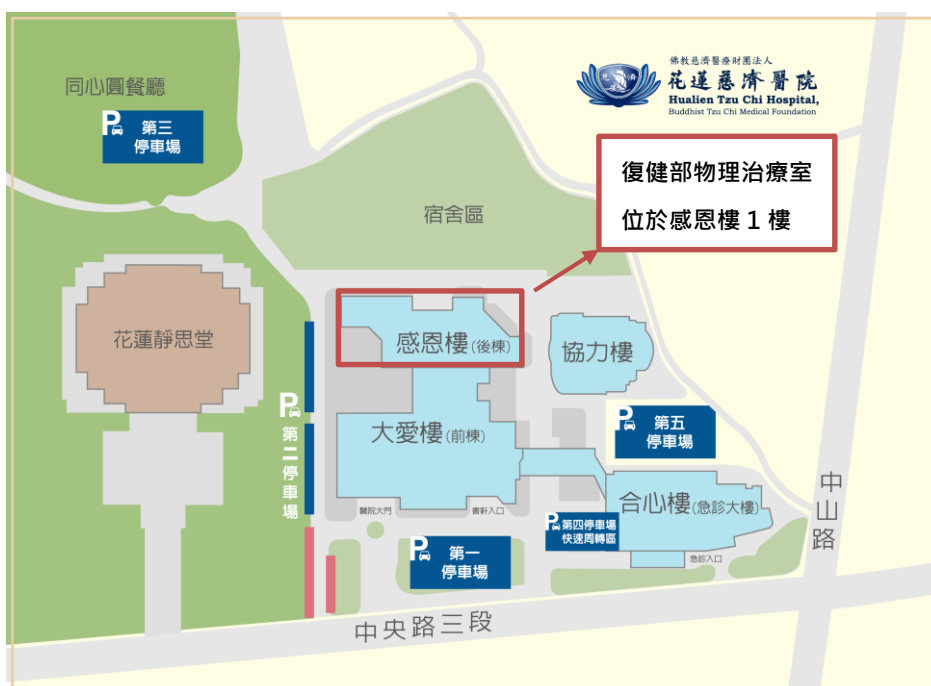 同心圓餐廳
P 第三
停車場
佛教慈濟醫療財團法人
花蓮慈濟醫院
Hualien Tzu Chi Hospital,
Buddhist Tzu Chi Medical Foundation
復健部物理治療室
位於感恩樓 1 樓
宿舍區
花蓮靜思堂
感恩樓(後棟)
協力樓
P 第二停車場
大愛樓(前棟)
P 第五
停車場
合心樓(急診大樓)
中山路
醫院大門
書軒入口
P 第四停車場
快速周轉區
P 第一
停車場
急診入口
中央路三段